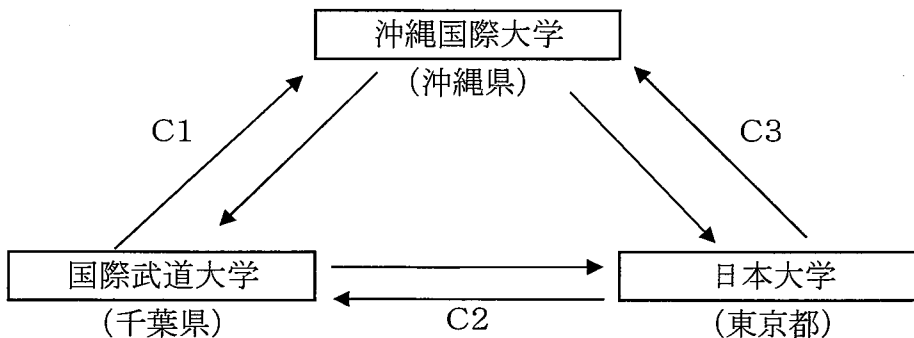 沖縄国際大学
(沖縄県)
C1
C3
国際武道大学
日本大学
(千葉県)
C2
(東京都)